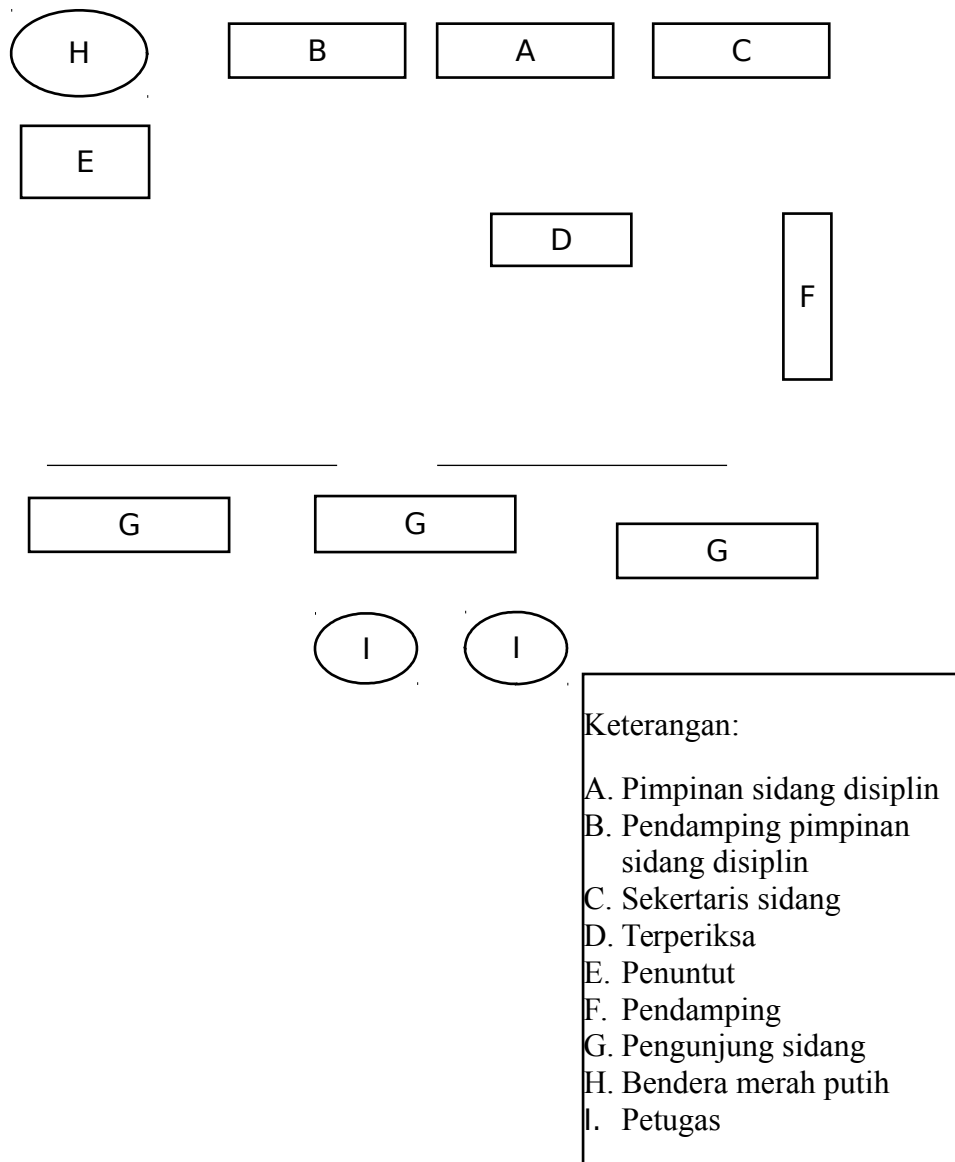 H
B
A
C
E
D
F
G
G
G
I
I
Keterangan:
A. Pimpinan sidang disiplin
B. Pendamping pimpinan
sidang disiplin
C. Sekertaris sidang
D. Terperiksa
E. Penuntut
F. Pendamping
G. Pengunjung sidang
H. Bendera merah putih
I. Petugas